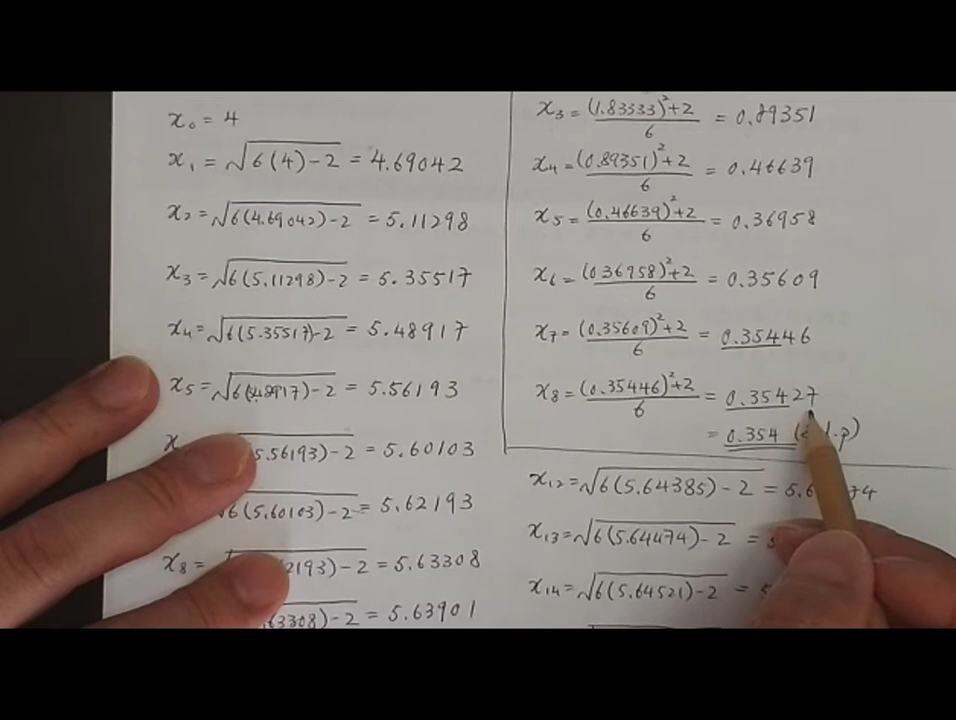 x₀ = 4
x₁ = √6(4)-2 = 4.69042
x₂ = √6(4.69042)-2 = 5.11298
x₃ = √6(5.11298)-2 = 5.35517
x₄ = √6(5.35517)-2 = 5.48917
x₅ = √6(5.48917)-2 = 5.56193
5.56193)-2 = 5.60103
√6(5.60103)-2 = 5.62193
x₈ = 2193)-2 = 5.63308
63308)-2 = 5.63901
x₃ = (1.83333)²+2 / 6 = 0.89351
x₄ = (0.89351)²+2 / 6 = 0.46639
x₅ = (0.46639)²+2 / 6 = 0.36958
x₆ = (0.36958)²+2 / 6 = 0.35609
x₇ = (0.35609)²+2 / 6 = 0.35446
x₈ = (0.35446)²+2 / 6 = 0.35427
= 0.354
x₁₂ = √6(5.64385)-2 =
x₁₃ = √6(5.64474)-2 =
x₁₄ = √6(5.64521)-2 =